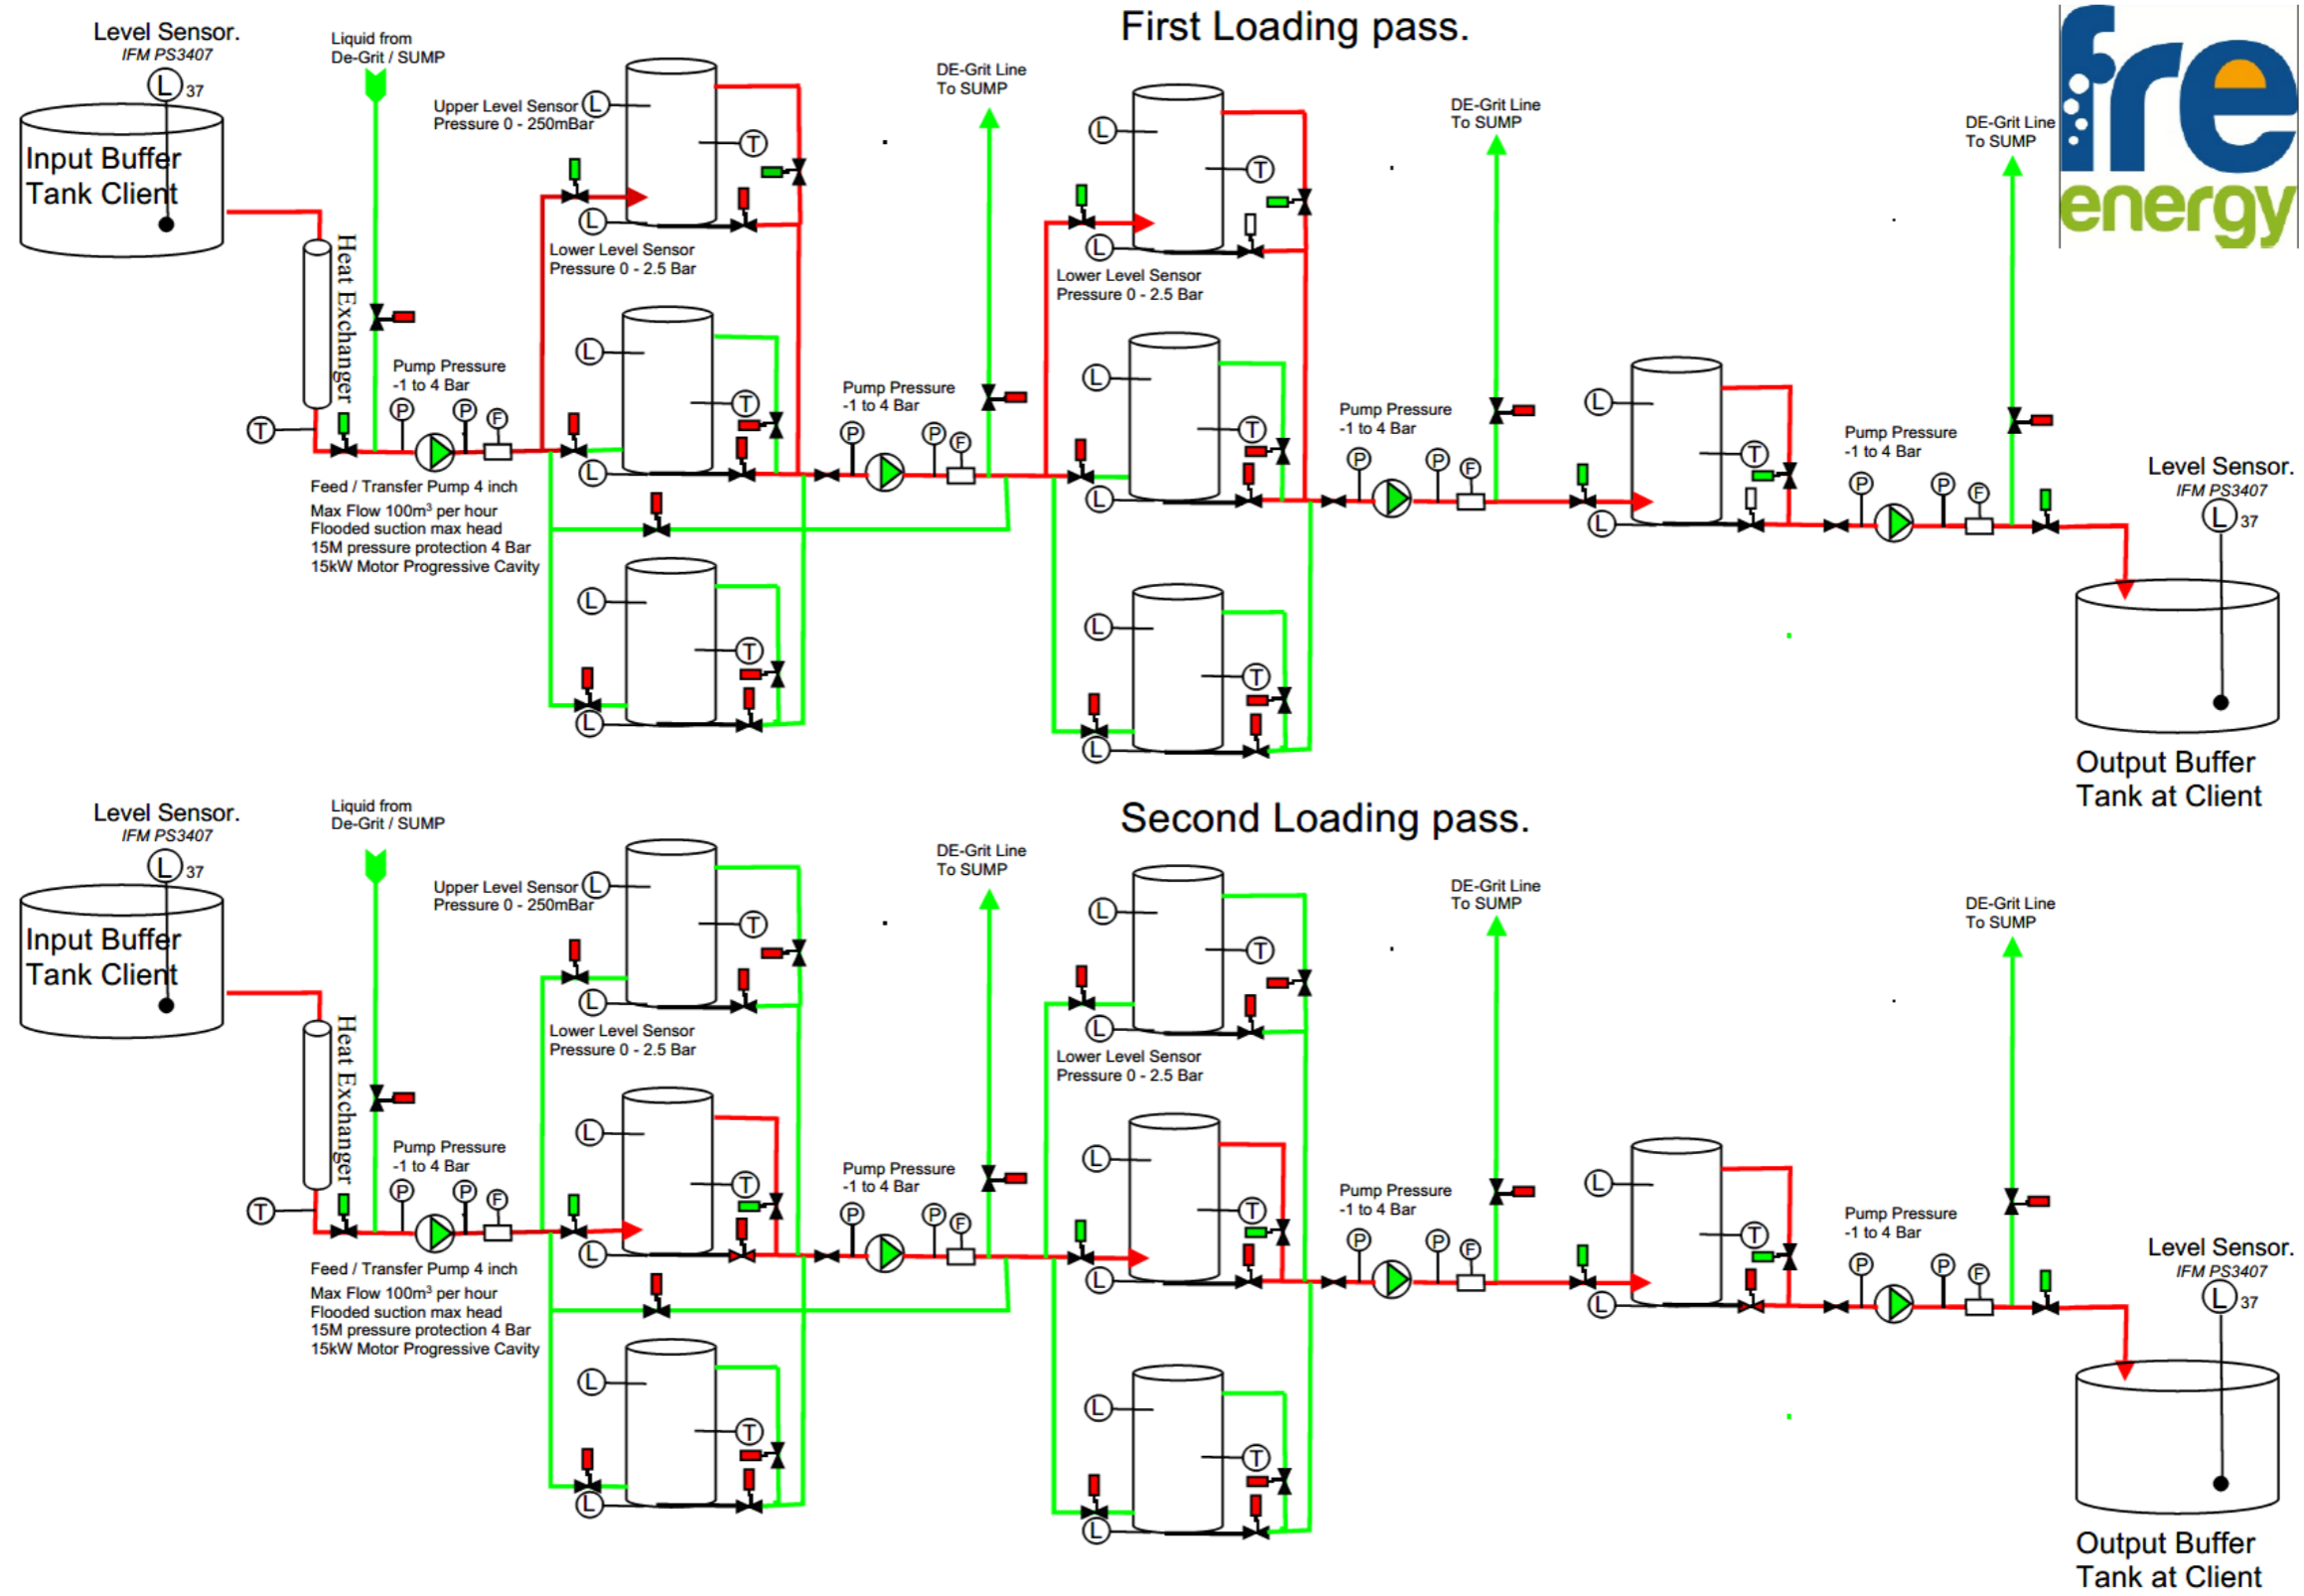 First Loading pass.
fre
energy
Level Sensor.
IFM PS3407
L
37
Input Buffer
Tank Client
Liquid from
De-Grit / SUMP
Heat Exchanger
T
Pump Pressure
-1 to 4 Bar
P
P
F
Feed / Transfer Pump 4 inch
Max Flow 100m³ per hour
Flooded suction max head
15M pressure protection 4 Bar
15kW Motor Progressive Cavity
Upper Level Sensor
Pressure 0 - 250mBar
L
T
L
Lower Level Sensor
Pressure 0 - 2.5 Bar
L
T
L
L
T
L
DE-Grit Line
To SUMP
Pump Pressure
-1 to 4 Bar
P
P
F
L
T
L
Lower Level Sensor
Pressure 0 - 2.5 Bar
L
T
L
L
T
L
DE-Grit Line
To SUMP
Pump Pressure
-1 to 4 Bar
P
P
F
L
T
L
DE-Grit Line
To SUMP
Pump Pressure
-1 to 4 Bar
P
P
F
Level Sensor.
IFM PS3407
L
37
Output Buffer
Tank at Client
Second Loading pass.
Level Sensor.
IFM PS3407
L
37
Input Buffer
Tank Client
Liquid from
De-Grit / SUMP
Heat Exchanger
T
Pump Pressure
-1 to 4 Bar
P
P
F
Feed / Transfer Pump 4 inch
Max Flow 100m³ per hour
Flooded suction max head
15M pressure protection 4 Bar
15kW Motor Progressive Cavity
Upper Level Sensor
Pressure 0 - 250mBar
L
T
L
Lower Level Sensor
Pressure 0 - 2.5 Bar
L
T
L
L
T
L
DE-Grit Line
To SUMP
Pump Pressure
-1 to 4 Bar
P
P
F
L
T
L
Lower Level Sensor
Pressure 0 - 2.5 Bar
L
T
L
L
T
L
DE-Grit Line
To SUMP
Pump Pressure
-1 to 4 Bar
P
P
F
L
T
L
DE-Grit Line
To SUMP
Pump Pressure
-1 to 4 Bar
P
P
F
Level Sensor.
IFM PS3407
L
37
Output Buffer
Tank at Client